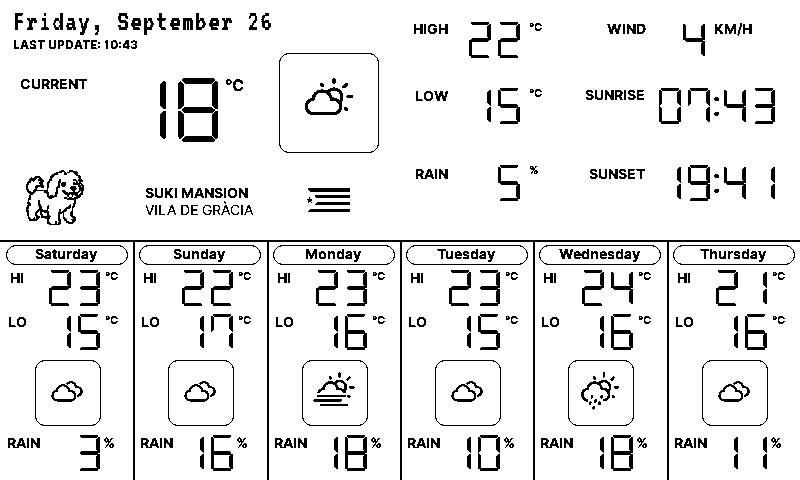 Friday, September 26
LAST UPDATE: 10:43
CURRENT 18 °C
SUKI MANSION
VILA DE GRÀCIA
HIGH 22 °C
LOW 15 °C
RAIN 5 %
WIND 4 KM/H
SUNRISE 07:43
SUNSET 19:41
Saturday
HI 23 °C
LO 15 °C
RAIN 3 %
Sunday
HI 22 °C
LO 17 °C
RAIN 16 %
Monday
HI 23 °C
LO 16 °C
RAIN 18 %
Tuesday
HI 23 °C
LO 15 °C
RAIN 10 %
Wednesday
HI 24 °C
LO 16 °C
RAIN 18 %
Thursday
HI 21 °C
LO 16 °C
RAIN 11 %